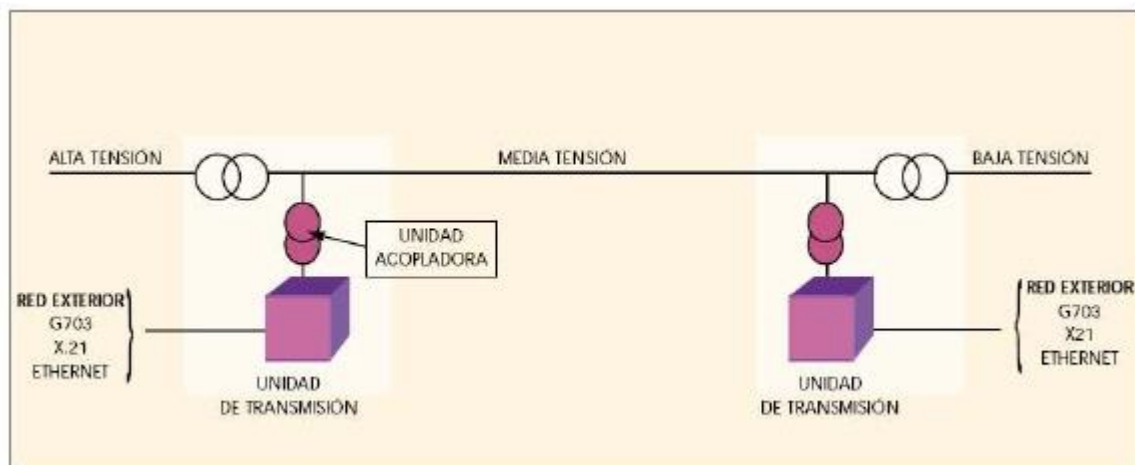 ALTA TENSIÓN
MEDIA TENSIÓN
BAJA TENSIÓN
UNIDAD
ACOPLADORA
RED EXTERIOR
G703
X.21
ETHERNET
UNIDAD
DE TRANSMISIÓN
UNIDAD
DE TRANSMISIÓN
RED EXTERIOR
G703
X21
ETHERNET